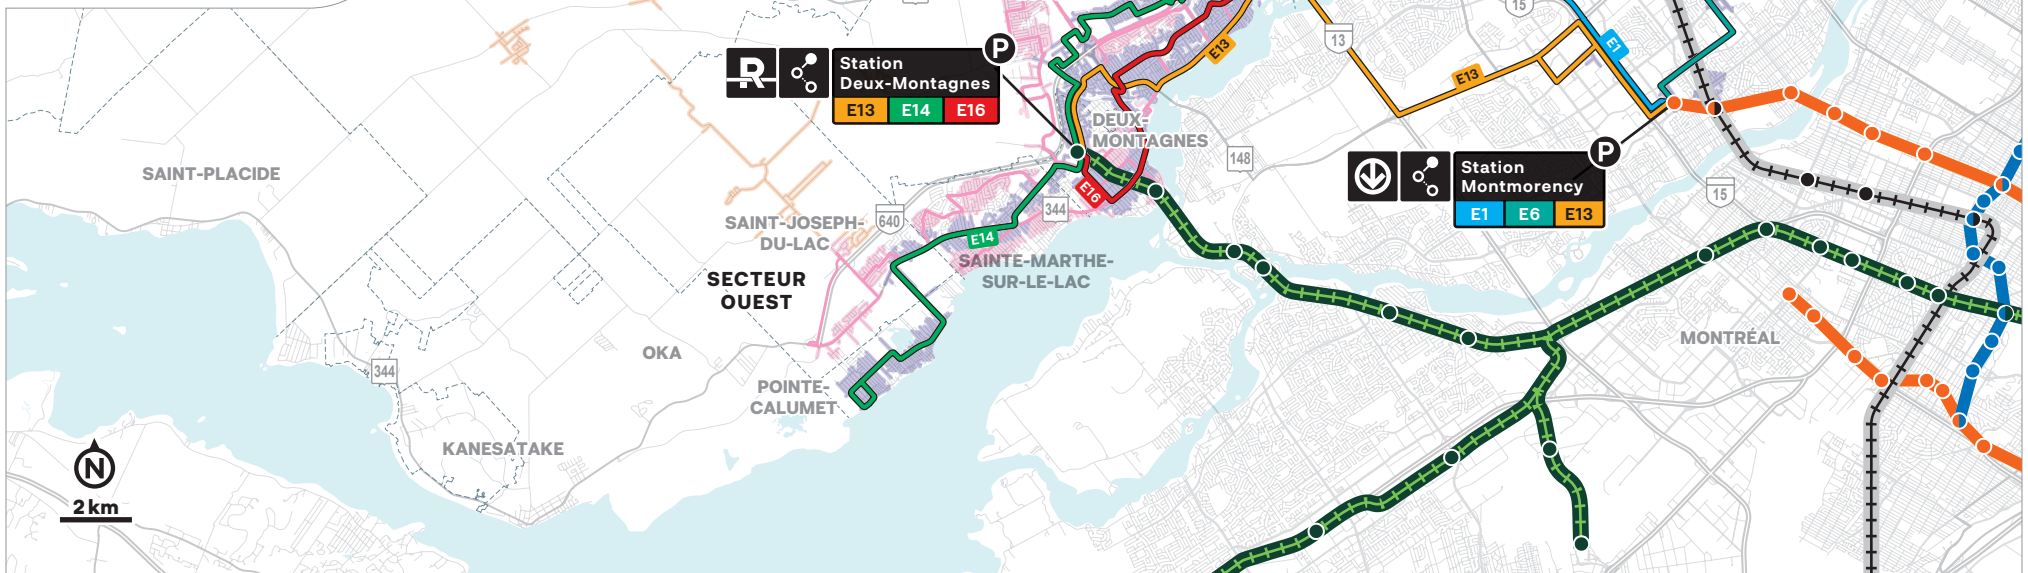 15
13
E13
E1
P
R
Station
Deux-Montagnes
E13 E14 E16
E13
DEUX-
MONTAGNES
148
P
Station
Montmorency
E1 E6 E13
15
SAINT-PLACIDE
E16
344
640
SAINT-JOSEPH-
DU-LAC
E14
SAINTE-MARTHE-
SUR-LE-LAC
SECTEUR
OUEST
MONTRÉAL
OKA
344
POINTE-
CALUMET
KANESATAKE
N
2 km